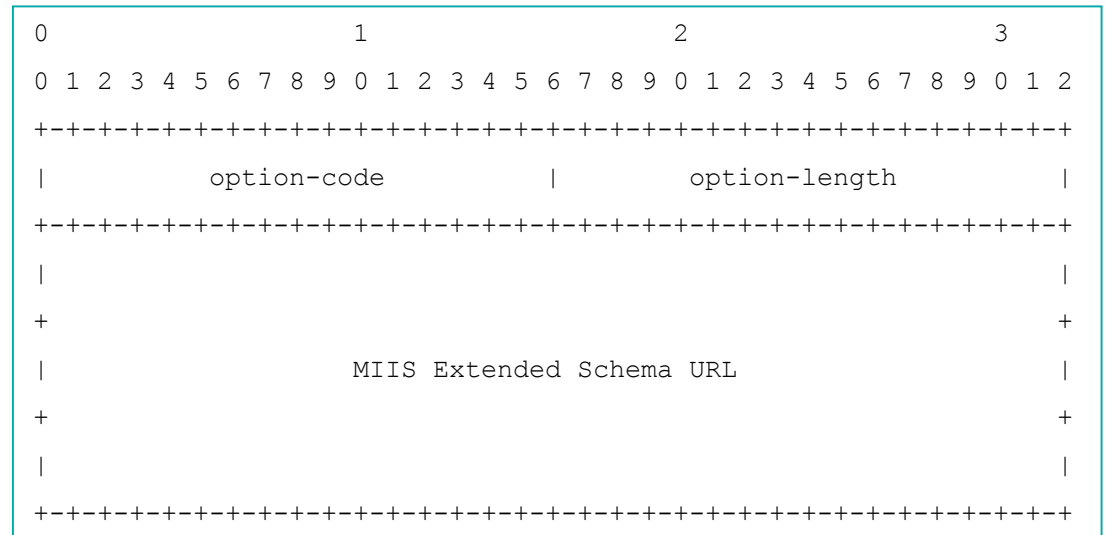 0                   1                   2                   3
0 1 2 3 4 5 6 7 8 9 0 1 2 3 4 5 6 7 8 9 0 1 2 3 4 5 6 7 8 9 0 1 2
+-+-+-+-+-+-+-+-+-+-+-+-+-+-+-+-+-+-+-+-+-+-+-+-+-+-+-+-+-+-+-+-+
|          option-code          |        option-length          |
+-+-+-+-+-+-+-+-+-+-+-+-+-+-+-+-+-+-+-+-+-+-+-+-+-+-+-+-+-+-+-+-+
|                                                               |
+                                                               +
|                   MIIS Extended Schema URL                    |
+                                                               +
|                                                               |
+-+-+-+-+-+-+-+-+-+-+-+-+-+-+-+-+-+-+-+-+-+-+-+-+-+-+-+-+-+-+-+-+